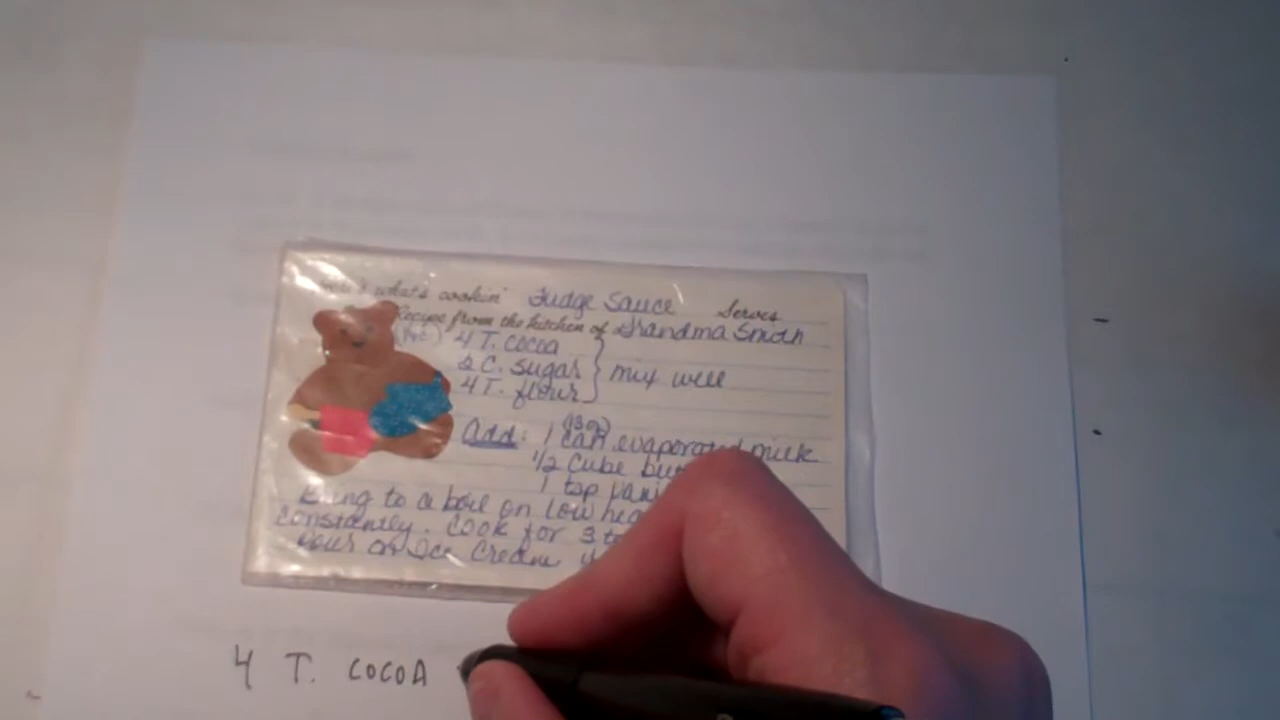 what's cookin' Fudge Sauce Serves
Recipe from the kitchen of Grandma Smith
4 T. cocoa
2 C. sugar } mix well
4 T. flour
Add: 1 (13 oz) can evaporated milk
1/2 cube
1 tsp
Bring to a boil on low
constantly. Cook for 3
pour on Ice Cream
4 T. COCOA